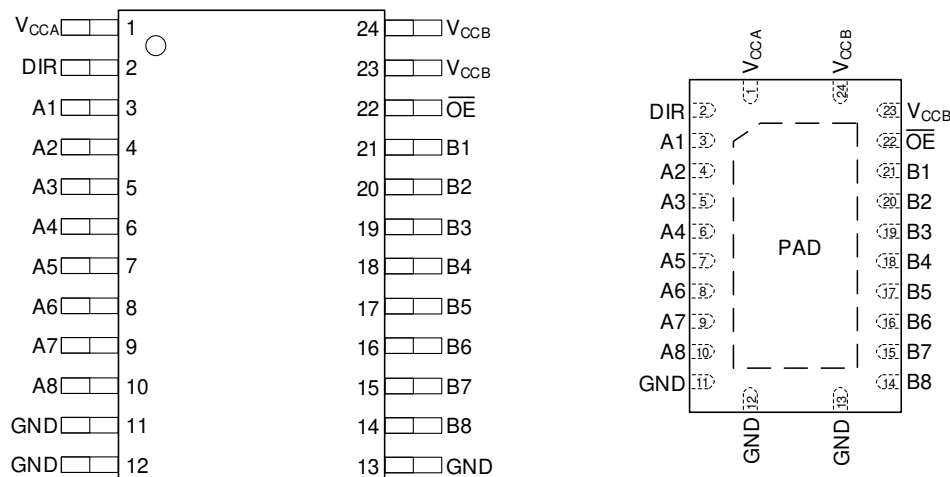 VCCA 1 24 VCCB
DIR 2 23 VCCB
A1 3 22 O̅E̅
A2 4 21 B1
A3 5 20 B2
A4 6 19 B3
A5 7 18 B4
A6 8 17 B5
A7 9 16 B6
A8 10 15 B7
GND 11 14 B8
GND 12 13 GND
VCCA VCCB
1 24
DIR 2 23 VCCB
A1 3 22 O̅E̅
A2 4 21 B1
A3 5 20 B2
A4 6 19 B3
PAD
A5 7 18 B4
A6 8 17 B5
A7 9 16 B6
A8 10 15 B7
GND 11 14 B8
12 13
GND GND